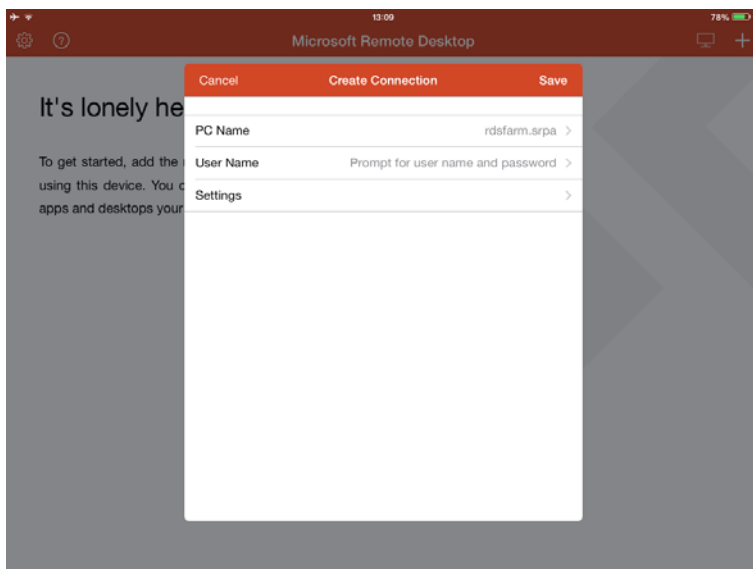 13:09
78%
Microsoft Remote Desktop
Cancel
Create Connection
Save
It's lonely he
PC Name
rdsfarm.srpa
To get started, add the
User Name
Prompt for user name and password
using this device. You c
Settings
apps and desktops your